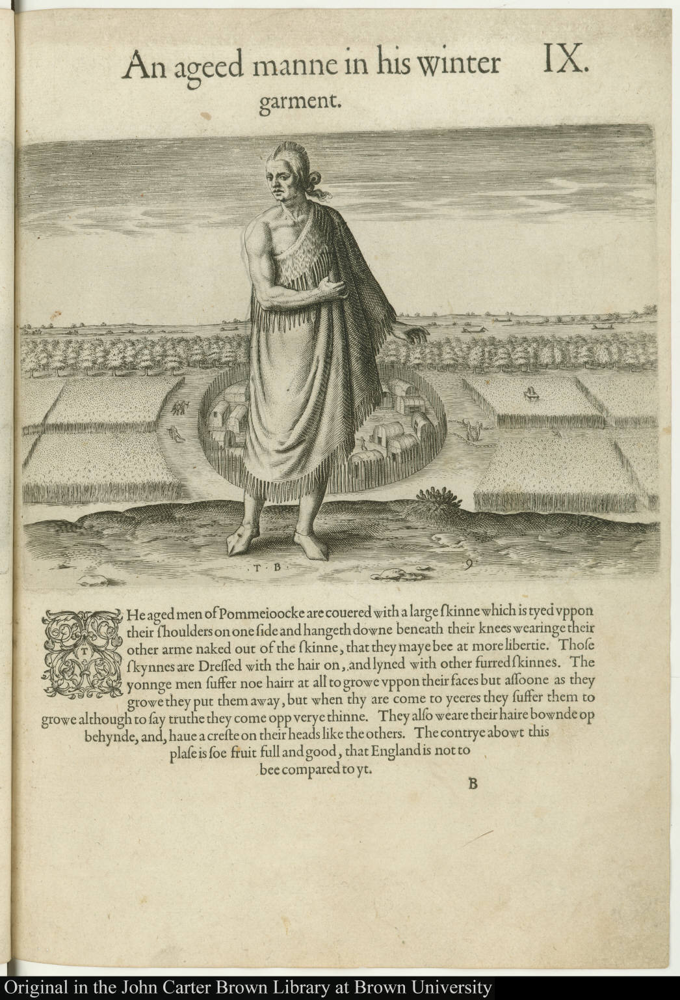 An ageed manne in his winter IX.
garment.
. T . B .
9
T
He aged men of Pommeioocke are couered with a large ſkinne which is tyed vppon
their ſhoulders on one ſide and hangeth downe beneath their knees wearinge their
other arme naked out of the ſkinne, that they maye bee at more libertie. Thoſe
ſkynnes are Dreſſed with the hair on, and lyned with other furred ſkinnes. The
yonnge men ſuffer noe hairr at all to growe vppon their faces but aſſoone as they
growe they put them away, but when thy are come to yeeres they ſuffer them to
growe although to ſay truthe they come opp verye thinne. They alſo weare their haire bownde op
behynde, and, haue a creſte on their heads like the others. The contrye abowt this
plaſe is ſoe fruit full and good, that England is not to
bee compared to yt.
B
Original in the John Carter Brown Library at Brown University